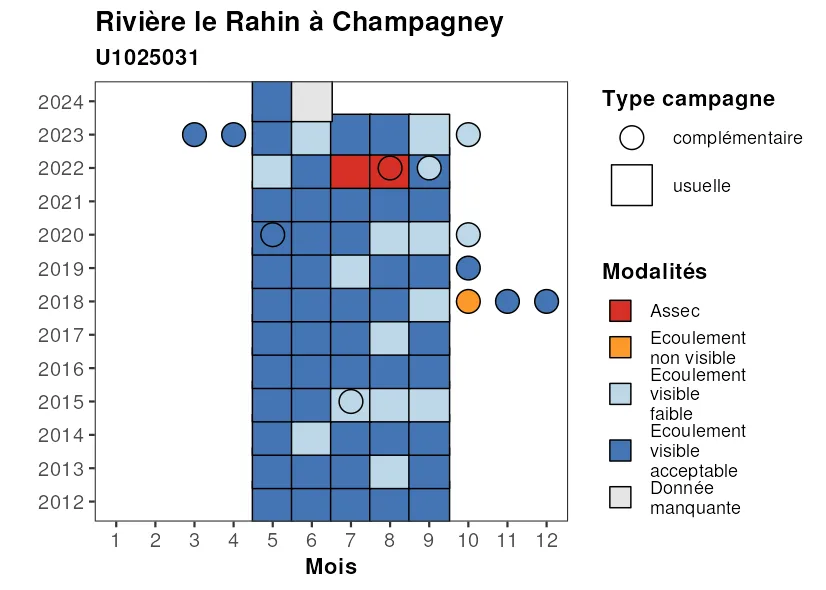 Rivière le Rahin à Champagney
U1025031
2024
2023
2022
2021
2020
2019
2018
2017
2016
2015
2014
2013
2012
1 2 3 4 5 6 7 8 9 10 11 12
Mois
Type campagne
complémentaire
usuelle
Modalités
Assec
Ecoulement
non visible
Ecoulement
visible
faible
Ecoulement
visible
acceptable
Donnée
manquante